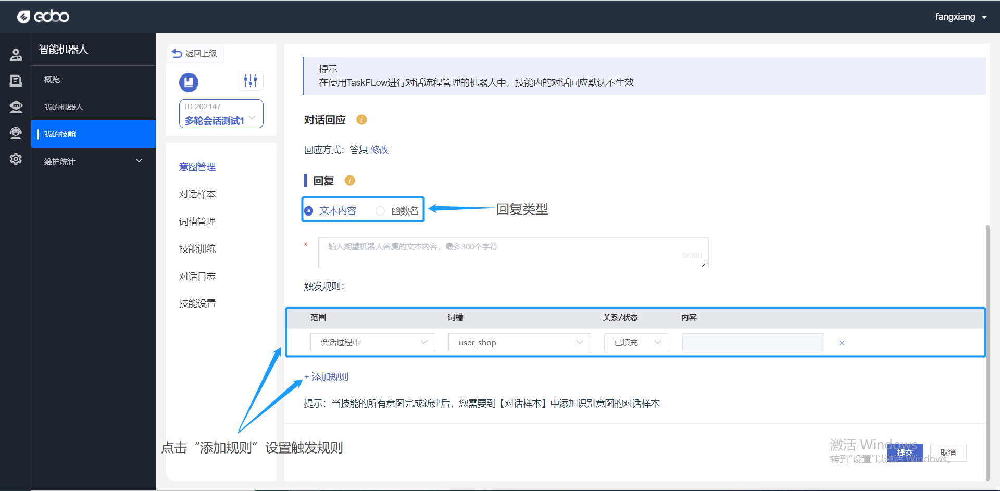 edbo
fangxiang
智能机器人
概览
我的机器人
我的技能
维护统计
返回上级
ID 202147
多轮会话测试1
意图管理
对话样本
词槽管理
技能训练
对话日志
技能设置
提示
在使用TaskFLow进行对话流程管理的机器人中，技能内的对话回应默认不生效
对话回应
回应方式：答复 修改
回复
文本内容 函数名
回复类型
* 输入期望机器人答复的文本内容，最多300个字符
0/300
触发规则：
范围 词槽 关系/状态 内容
会话过程中 user_shop 已填充
+ 添加规则
提示：当技能的所有意图完成新建后，您需要到【对话样本】中添加识别意图的对话样本
点击“添加规则”设置触发规则
激活 Windows
转到“设置”以激活 Windows。
提交 取消